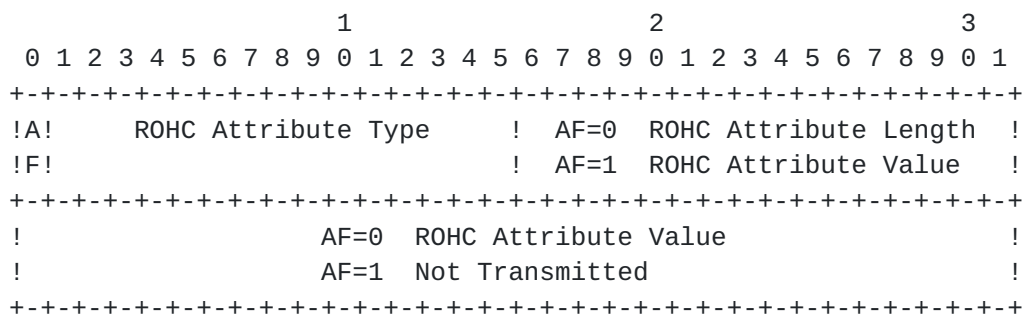 1                   2                   3
 0 1 2 3 4 5 6 7 8 9 0 1 2 3 4 5 6 7 8 9 0 1 2 3 4 5 6 7 8 9 0 1
+-+-+-+-+-+-+-+-+-+-+-+-+-+-+-+-+-+-+-+-+-+-+-+-+-+-+-+-+-+-+-+-+
!A!     ROHC Attribute Type     !  AF=0  ROHC Attribute Length  !
!F!                             !  AF=1  ROHC Attribute Value   !
+-+-+-+-+-+-+-+-+-+-+-+-+-+-+-+-+-+-+-+-+-+-+-+-+-+-+-+-+-+-+-+-+
!                   AF=0  ROHC Attribute Value                  !
!                   AF=1  Not Transmitted                       !
+-+-+-+-+-+-+-+-+-+-+-+-+-+-+-+-+-+-+-+-+-+-+-+-+-+-+-+-+-+-+-+-+